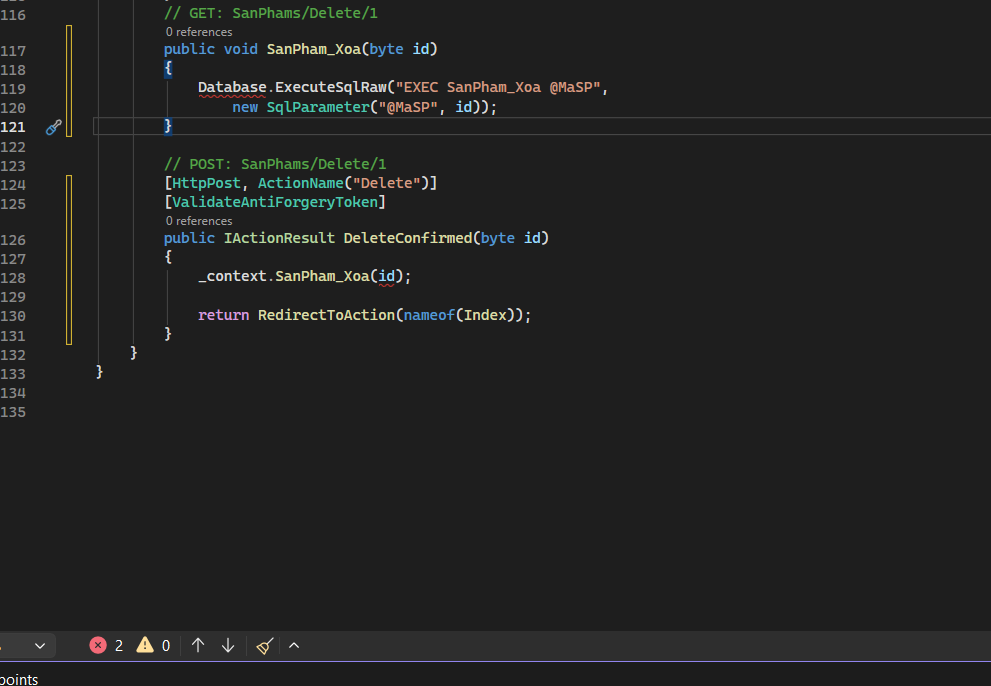 116 // GET: SanPhams/Delete/1
0 references
117 public void SanPham_Xoa(byte id)
118 {
119 Database.ExecuteSqlRaw("EXEC SanPham_Xoa @MaSP",
120 new SqlParameter("@MaSP", id));
121 }
122
123 // POST: SanPhams/Delete/1
124 [HttpPost, ActionName("Delete")]
125 [ValidateAntiForgeryToken]
0 references
126 public IActionResult DeleteConfirmed(byte id)
127 {
128 _context.SanPham_Xoa(id);
129
130 return RedirectToAction(nameof(Index));
131 }
132 }
133 }
134
135
2 0
points